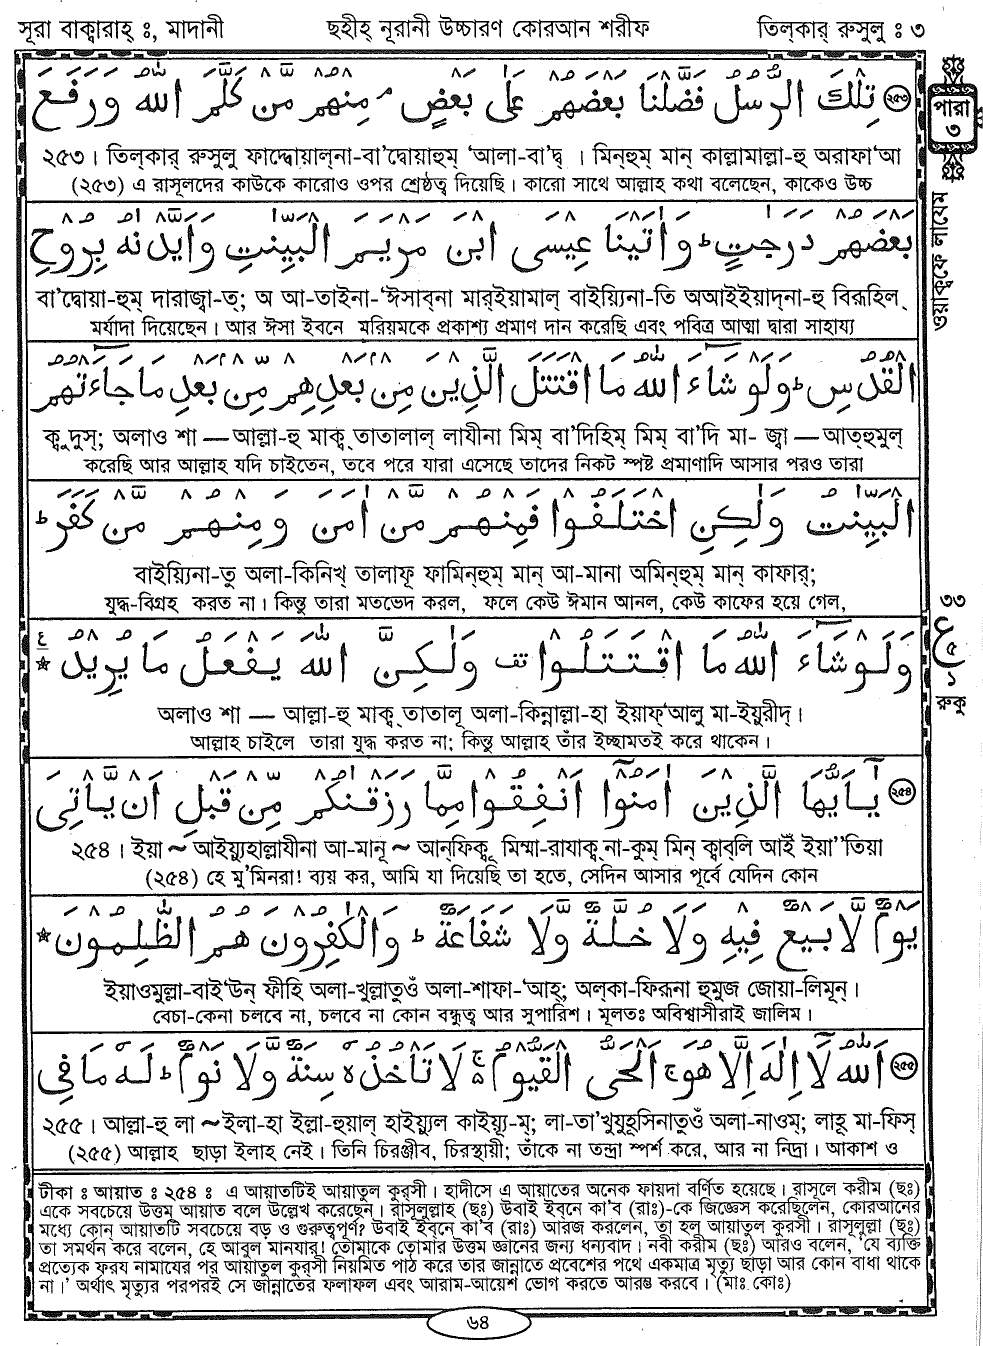 সূরা বাক্বারাহ্ ঃ, মাদানী ছহীহ্ নূরানী উচ্চারণ কোরআন শরীফ তিল্কার্ রুসুলু ঃ ৩
পারা
৩
ওয়াক্বফে লাযেম
تِلْكَ الرُّسُلُ فَضَّلْنَا بَعْضَهُمْ عَلٰى بَعْضٍ ۘ مِنْهُمْ مَّنْ كَلَّمَ اللّٰهُ وَرَفَعَ
২৫৩। তিল্কার্ রুসুলু ফাদ্দ্বোয়াল্না-বা'দ্বোয়াহুম্ 'আলা-বা'দ্ব। মিন্হুম্ মান্ কাল্লামাল্লা-হু অরাফা'আ
(২৫৩) এ রাসূলদের কাউকে কারোও ওপর শ্রেষ্ঠত্ব দিয়েছি। কারো সাথে আল্লাহ কথা বলেছেন, কাকেও উচ্চ
بَعْضَهُمْ دَرَجٰتٍ ؕ وَاٰتَيْنَا عِيْسَى ابْنَ مَرْيَمَ الْبَيِّنٰتِ وَاَيَّدْنٰهُ بِرُوْحِ
বা'দ্বোয়া-হুম্ দারাজ্বা-ত্; অ আ-তাইনা-'ঈসাব্না মার্ইয়ামাল্ বাইয়্যিনা-তি অআইইয়াদ্না-হু বিরূহিল্
মর্যাদা দিয়েছেন। আর ঈসা ইবনে মরিয়মকে প্রকাশ্য প্রমাণ দান করেছি এবং পবিত্র আত্মা দ্বারা সাহায্য
الْقُدُسِ ؕ وَلَوْ شَآءَ اللّٰهُ مَا اقْتَتَلَ الَّذِيْنَ مِنْۢ بَعْدِهِمْ مِّنْۢ بَعْدِ مَا جَآءَتْهُمُ
ক্বুদুস্; অলাও শা — আল্লা-হু মাক্ব্ তাতালাল্ লাযীনা মিম্ বা'দিহিম্ মিম্ বা'দি মা- জ্বা — আত্হুমুল্
করেছি আর আল্লাহ যদি চাইতেন, তবে পরে যারা এসেছে তাদের নিকট স্পষ্ট প্রমাণাদি আসার পরও তারা
الْبَيِّنٰتُ وَلٰكِنِ اخْتَلَفُوْا فَمِنْهُمْ مَّنْ اٰمَنَ وَمِنْهُمْ مَّنْ كَفَرَ ؕ
বাইয়্যিনা-তু অলা-কিনিখ্ তালাফূ ফামিন্হুম্ মান্ আ-মানা অমিন্হুম্ মান্ কাফার্;
যুদ্ধ-বিগ্রহ করত না। কিন্তু তারা মতভেদ করল, ফলে কেউ ঈমান আনল, কেউ কাফের হয়ে গেল,
৩৩
ع
৫
১
রুকু
وَلَوْ شَآءَ اللّٰهُ مَا اقْتَتَلُوْا قف وَلٰكِنَّ اللّٰهَ يَفْعَلُ مَا يُرِيْدُ
অলাও শা — আল্লা-হু মাক্ব্ তাতালূ অলা-কিন্নাল্লা-হা ইয়াফ্'আলু মা-ইয়ুরীদ্।
আল্লাহ চাইলে তারা যুদ্ধ করত না; কিন্তু আল্লাহ তাঁর ইচ্ছামতই করে থাকেন।
يٰۤاَيُّهَا الَّذِيْنَ اٰمَنُوْۤا اَنْفِقُوْا مِمَّا رَزَقْنٰكُمْ مِّنْ قَبْلِ اَنْ يَّاْتِىَ
২৫৪। ইয়া ~ আইয়্যুহাল্লাযীনা আ-মানূ ~ আন্ফিক্বূ মিম্মা-রাযাক্ব্ না-কুম্ মিন্ ক্বাব্লি আইঁ ইয়া''তিয়া
(২৫৪) হে মু'মিনরা! ব্যয় কর, আমি যা দিয়েছি তা হতে, সেদিন আসার পূর্বে যেদিন কোন
يَوْمٌ لَّا بَيْعٌ فِيْهِ وَلَا خُلَّةٌ وَّلَا شَفَاعَةٌ ؕ وَالْكٰفِرُوْنَ هُمُ الظّٰلِمُوْنَ
ইয়াওমুল্লা-বাই'উন্ ফীহি অলা-খুল্লাতুওঁ অলা-শাফা-'আহ্; অল্কা-ফিরূনা হুমুজ জোয়া-লিমূন্।
বেচা-কেনা চলবে না, চলবে না কোন বন্ধুত্ব আর সুপারিশ। মূলতঃ অবিশ্বাসীরাই জালিম।
اَللّٰهُ لَاۤ اِلٰهَ اِلَّا هُوَ ۚ اَلْحَىُّ الْقَيُّوْمُ ۚ لَا تَاْخُذُهٗ سِنَةٌ وَّلَا نَوْمٌ ؕ لَهٗ مَا فِى
২৫৫। আল্লা-হু লা ~ইলা-হা ইল্লা-হুয়াল্ হাইয়্যুল কাইয়্যূ-ম্; লা-তা'খুযুহূসিনাতুওঁ অলা-নাওম্; লাহূ মা-ফিস্
(২৫৫) আল্লাহ ছাড়া ইলাহ নেই। তিনি চিরঞ্জীব, চিরস্থায়ী; তাঁকে না তন্দ্রা স্পর্শ করে, আর না নিদ্রা। আকাশ ও
টীকা ঃ আয়াত ঃ ২৫৪ ঃ এ আয়াতটিই আয়াতুল কুরসী। হাদীসে এ আয়াতের অনেক ফায়দা বর্ণিত হয়েছে। রাসূলে করীম (ছঃ)
একে সবচেয়ে উত্তম আয়াত বলে উল্লেখ করেছেন। রাসূলুল্লাহ (ছঃ) উবাই ইবনে কা'ব (রাঃ)-কে জিজ্ঞেস করেছিলেন, কোরআনের
মধ্যে কোন্ আয়াতটি সবচেয়ে বড় ও গুরুত্বপূর্ণ? উবাই ইবনে কা'ব (রাঃ) আরজ করলেন, তা হল আয়াতুল কুরসী। রাসূলুল্লা (ছঃ)
তা সমর্থন করে বলেন, হে আবুল মানযার! তোমাকে তোমার উত্তম জ্ঞানের জন্য ধন্যবাদ। নবী করীম (ছঃ) আরও বলেন, 'যে ব্যক্তি
প্রত্যেক ফরয নামাযের পর আয়াতুল কুরসী নিয়মিত পাঠ করে তার জান্নাতে প্রবেশের পথে একমাত্র মৃত্যু ছাড়া আর কোন বাধা থাকে
না।' অর্থাৎ মৃত্যুর পরপরই সে জান্নাতের ফলাফল এবং আরাম-আয়েশ ভোগ করতে আরম্ভ করবে। (মাঃ কোঃ)
৬৪